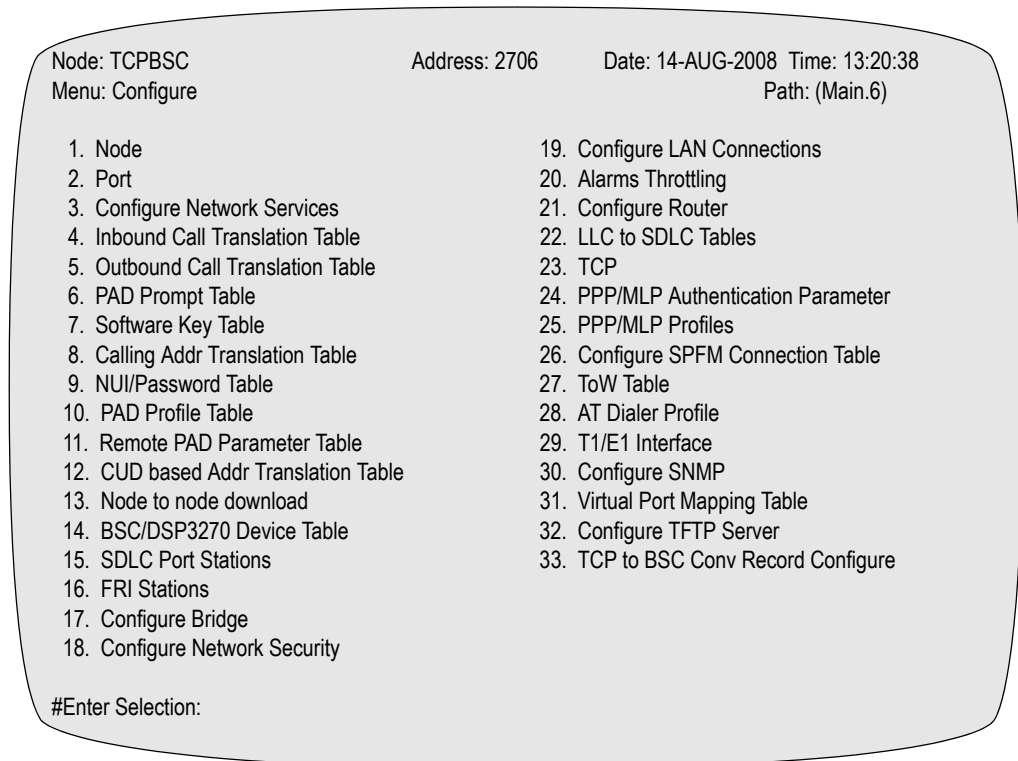 Node: TCPBSC Address: 2706 Date: 14-AUG-2008 Time: 13:20:38
Menu: Configure Path: (Main.6)
1. Node
2. Port
3. Configure Network Services
4. Inbound Call Translation Table
5. Outbound Call Translation Table
6. PAD Prompt Table
7. Software Key Table
8. Calling Addr Translation Table
9. NUI/Password Table
10. PAD Profile Table
11. Remote PAD Parameter Table
12. CUD based Addr Translation Table
13. Node to node download
14. BSC/DSP3270 Device Table
15. SDLC Port Stations
16. FRI Stations
17. Configure Bridge
18. Configure Network Security
19. Configure LAN Connections
20. Alarms Throttling
21. Configure Router
22. LLC to SDLC Tables
23. TCP
24. PPP/MLP Authentication Parameter
25. PPP/MLP Profiles
26. Configure SPFM Connection Table
27. ToW Table
28. AT Dialer Profile
29. T1/E1 Interface
30. Configure SNMP
31. Virtual Port Mapping Table
32. Configure TFTP Server
33. TCP to BSC Conv Record Configure
#Enter Selection: